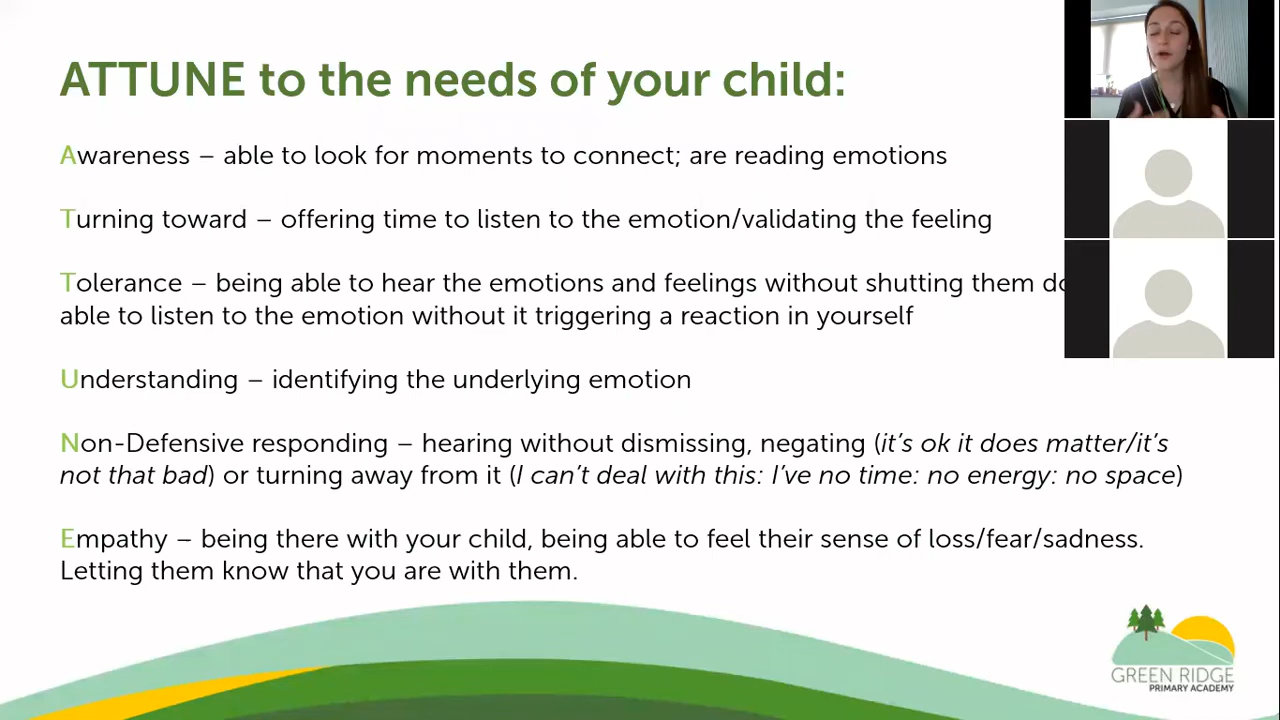 ATTUNE to the needs of your child:
Awareness – able to look for moments to connect; are reading emotions
Turning toward – offering time to listen to the emotion/validating the feeling
Tolerance – being able to hear the emotions and feelings without shutting them
able to listen to the emotion without it triggering a reaction in yourself
Understanding – identifying the underlying emotion
Non-Defensive responding – hearing without dismissing, negating (it’s ok it does matter/it’s
not that bad) or turning away from it (I can’t deal with this: I’ve no time: no energy: no space)
Empathy – being there with your child, being able to feel their sense of loss/fear/sadness.
Letting them know that you are with them.
GREEN RIDGE
PRIMARY ACADEMY